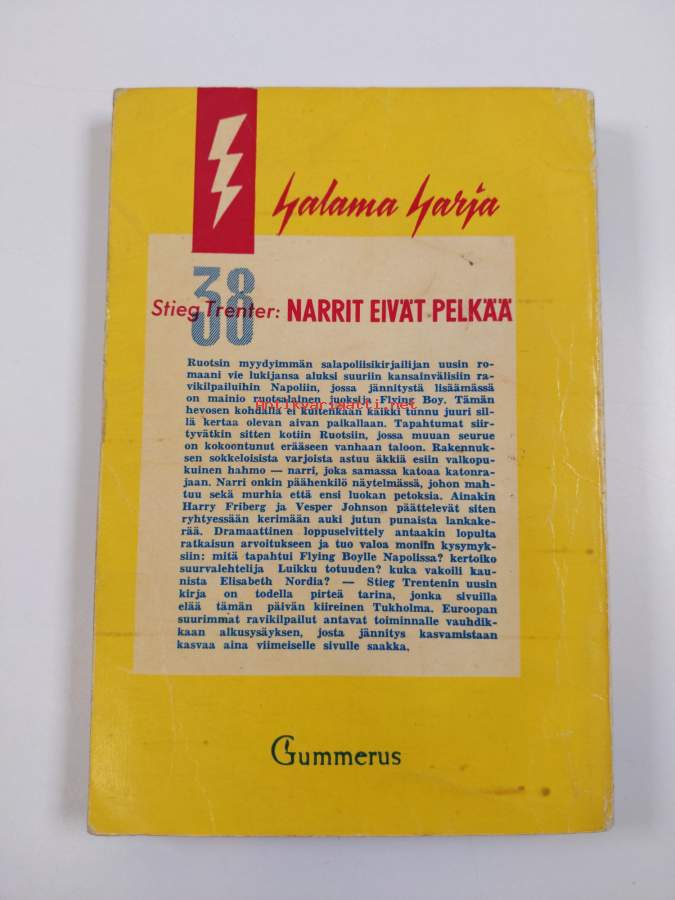 Salama Sarja
38
Stieg Trenter: NARRIT EIVÄT PELKÄÄ
Ruotsin myydyimmän salapoliisikirjailijan uusin ro-
maani vie lukijansa aluksi suuriin kansainvälisiin ra-
vikilpailuihin Napoliin, jossa jännitystä lisäämässä
on mainio ruotsalainen juoksija Flying Boy. Tämän
antikvariaatti.net
hevosen kohdalla ei kuitenkaan kaikki tunnu juuri sil-
lä kertaa olevan aivan paikallaan. Tapahtumat siir-
tyvätkin sitten kotiin Ruotsiin, jossa muuan seurue
on kokoontunut erääseen vanhaan taloon. Rakennuk-
sen sokkeloisista varjoista astuu äkkiä esiin valkopu-
kuinen hahmo — narri, joka samassa katoaa katonra-
jaan. Narri onkin päähenkilö näytelmässä, johon mah-
tuu sekä murhia että ensi luokan petoksia. Ainakin
Harry Friberg ja Vesper Johnson päättelevät siten
ryhtyessään kerimään auki jutun punaista lankake-
rää. Dramaattinen loppuselvittely antaakin lopulta
ratkaisun arvoitukseen ja tuo valoa moniin kysymyk-
siin: mitä tapahtui Flying Boylle Napolissa? kertoiko
suurvalehtelija Luikku totuuden? kuka vakoili kau-
nista Elisabeth Nordia? — Stieg Trentenin uusin
kirja on todella pirteä tarina, jonka sivuilla
elää tämän päivän kiireinen Tukholma. Euroopan
suurimmat ravikilpailut antavat toiminnalle vauhdik-
kaan alkusysäyksen, josta jännitys kasvamistaan
kasvaa aina viimeiselle sivulle saakka.
Gummerus